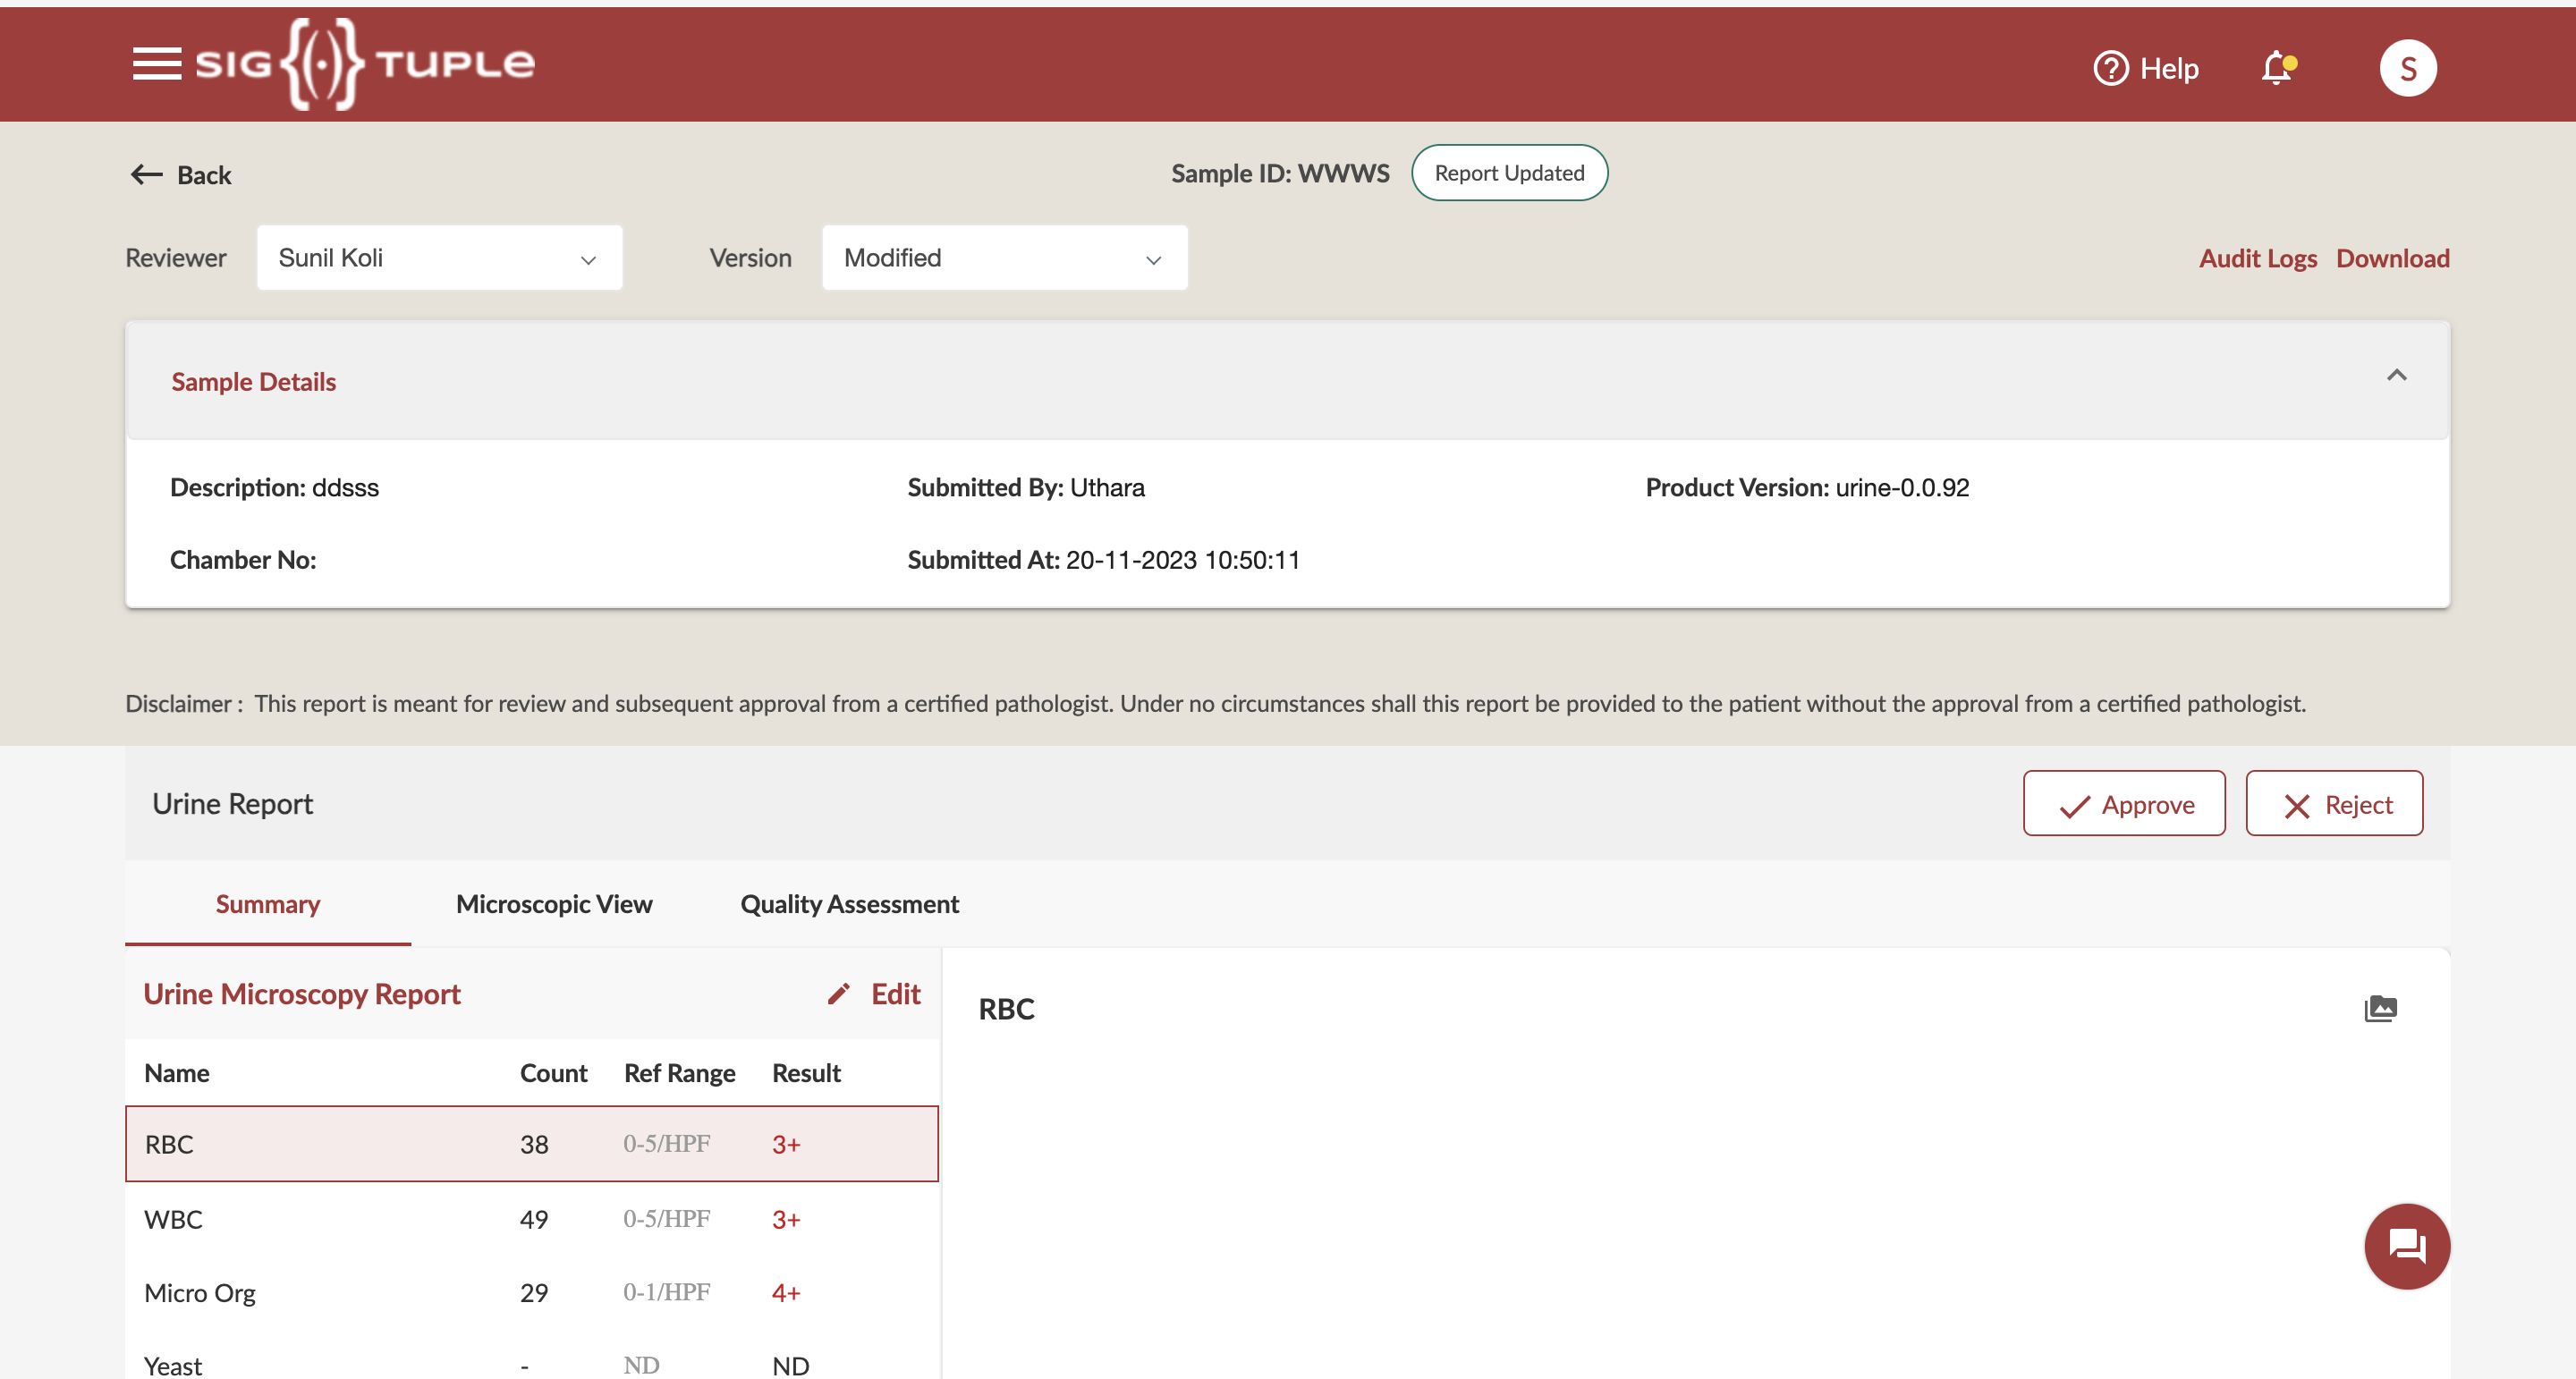 SIG{(·)}TUPLE
Help
S
Back
Sample ID: WWWS
Report Updated
Reviewer
Sunil Koli
Version
Modified
Audit Logs
Download
Sample Details
Description: ddsss
Submitted By: Uthara
Product Version: urine-0.0.92
Chamber No:
Submitted At: 20-11-2023 10:50:11
Disclaimer : This report is meant for review and subsequent approval from a certified pathologist. Under no circumstances shall this report be provided to the patient without the approval from a certified pathologist.
Urine Report
Approve
Reject
Summary
Microscopic View
Quality Assessment
Urine Microscopy Report
Edit
RBC
Name Count Ref Range Result
RBC 38 0-5/HPF 3+
WBC 49 0-5/HPF 3+
Micro Org 29 0-1/HPF 4+
Yeast - ND ND